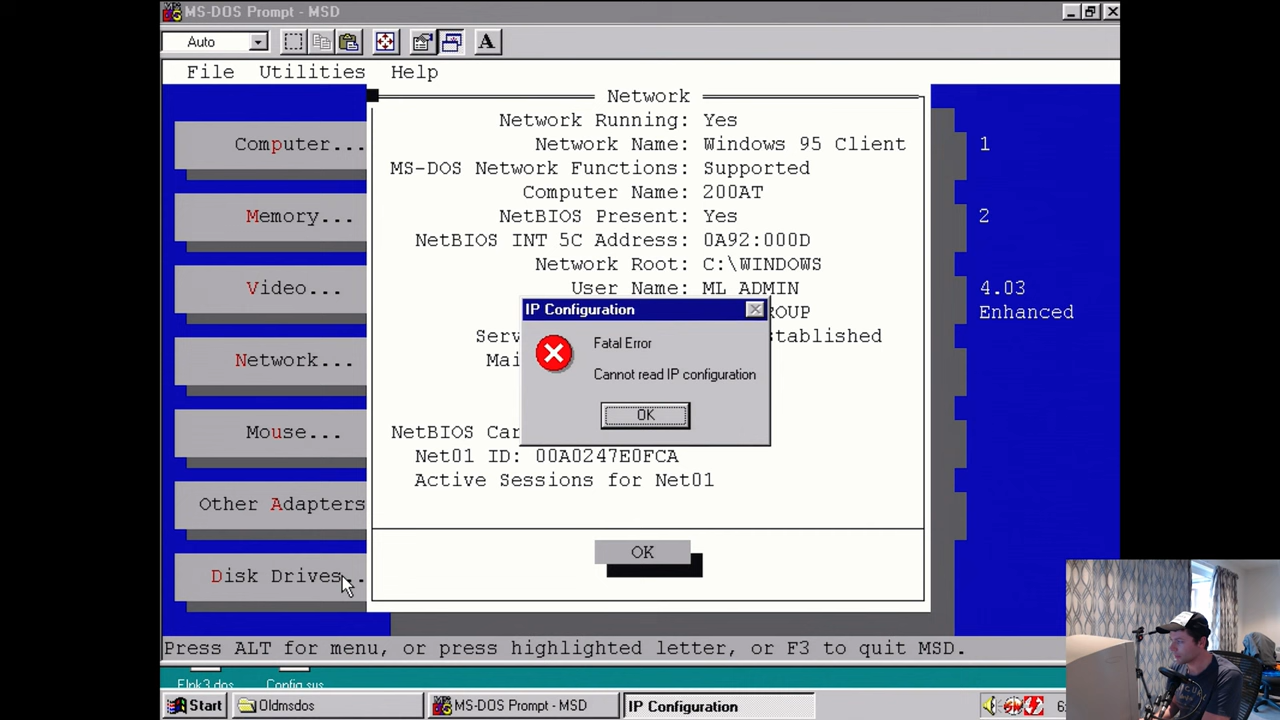 MS-DOS Prompt - MSD
Auto
A
File Utilities Help
Network
Network Running: Yes
Network Name: Windows 95 Client
MS-DOS Network Functions: Supported
Computer Name: 200AT
NetBIOS Present: Yes
NetBIOS INT 5C Address: 0A92:000D
Network Root: C:\WINDOWS
User Name: ML ADMIN
ROUP
Serv
stablished
Mai
NetBIOS Car
Net01 ID: 00A0247E0FCA
Active Sessions for Net01
OK
Computer...
1
Memory...
2
Video...
4.03
Enhanced
Network...
Mouse...
Other Adapters
Disk Drives...
IP Configuration
Fatal Error
Cannot read IP configuration
OK
Press ALT for menu, or press highlighted letter, or F3 to quit MSD.
Config.sys
Start
Oldmsdos
MS-DOS Prompt - MSD
IP Configuration